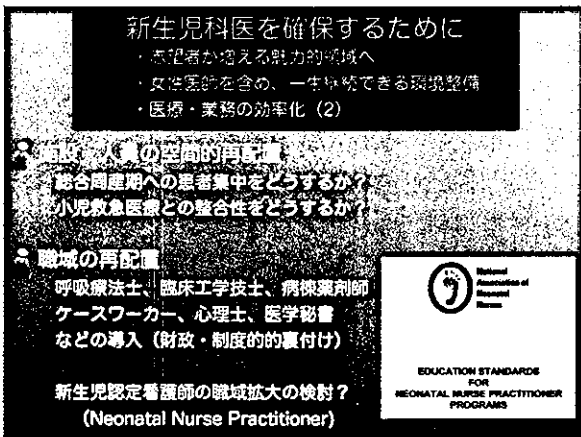 新生児科医を確保するために
・志望者が増える魅力的領域へ
・女性医師を含め、一生継続できる環境整備
・医療・業務の効率化（2）
施設・人員の空間的再配置
総合周産期への患者集中をどうするか？
小児救急医療との整合性をどうするか？
職域の再配置
呼吸療法士、臨床工学技士、病棟薬剤師
ケースワーカー、心理士、医学秘書
などの導入（財政・制度的的裏付け）
新生児認定看護師の職域拡大の検討？
(Neonatal Nurse Practitioner)
National
Association of
Neonatal
Nurses
EDUCATION STANDARDS
FOR
NEONATAL NURSE PRACTITIONER
PROGRAMS